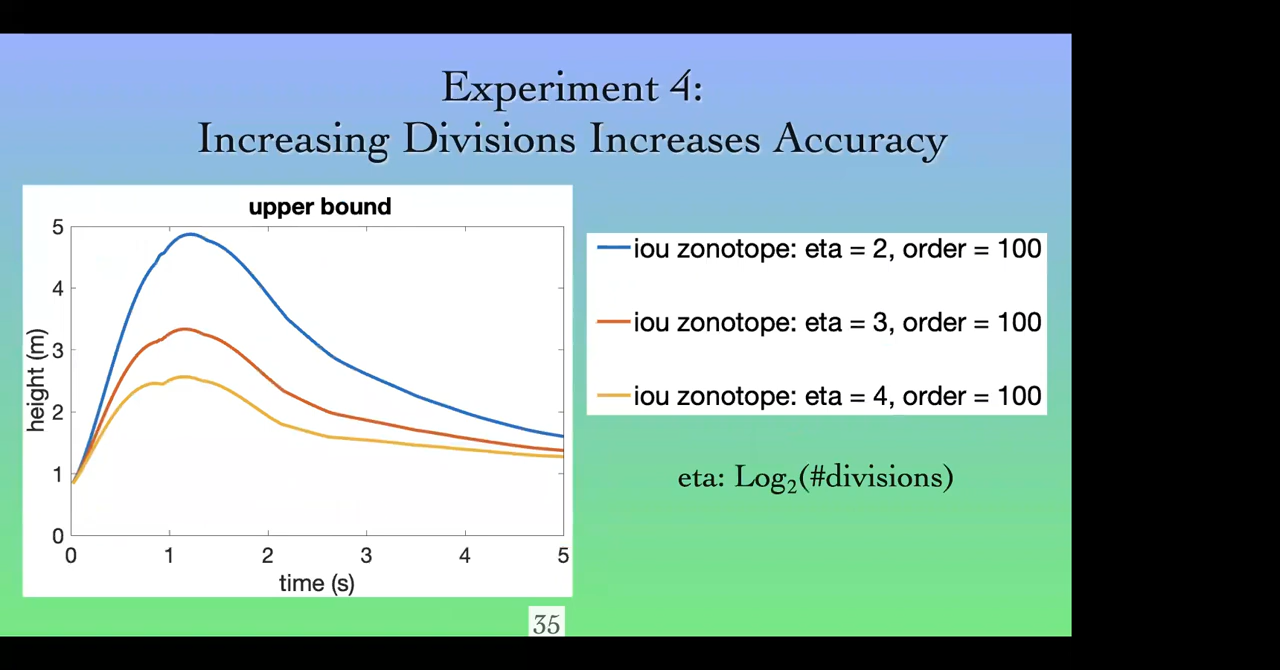 Experiment 4:
Increasing Divisions Increases Accuracy
upper bound
5
4
3
2
1
0
height (m)
0 1 2 3 4 5
time (s)
iou zonotope: eta = 2, order = 100
iou zonotope: eta = 3, order = 100
iou zonotope: eta = 4, order = 100
eta: Log₂(#divisions)
35